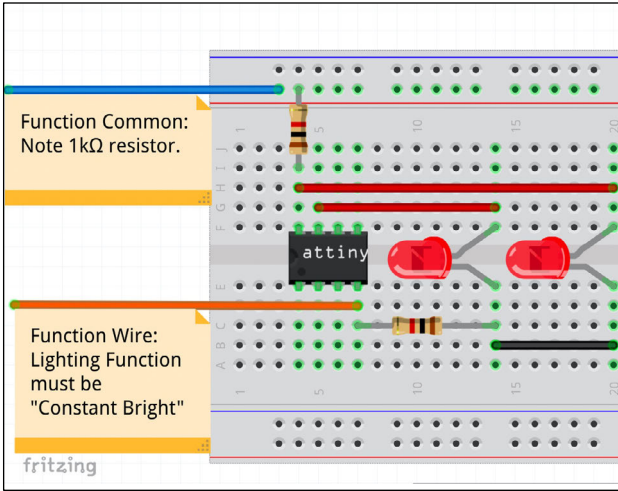 Function Common:
Note 1kΩ resistor.
1
5
10
15
20
J
I
H
G
F
attiny
E
D
C
B
A
Function Wire:
Lighting Function
must be
"Constant Bright"
1
5
10
15
20
fritzing